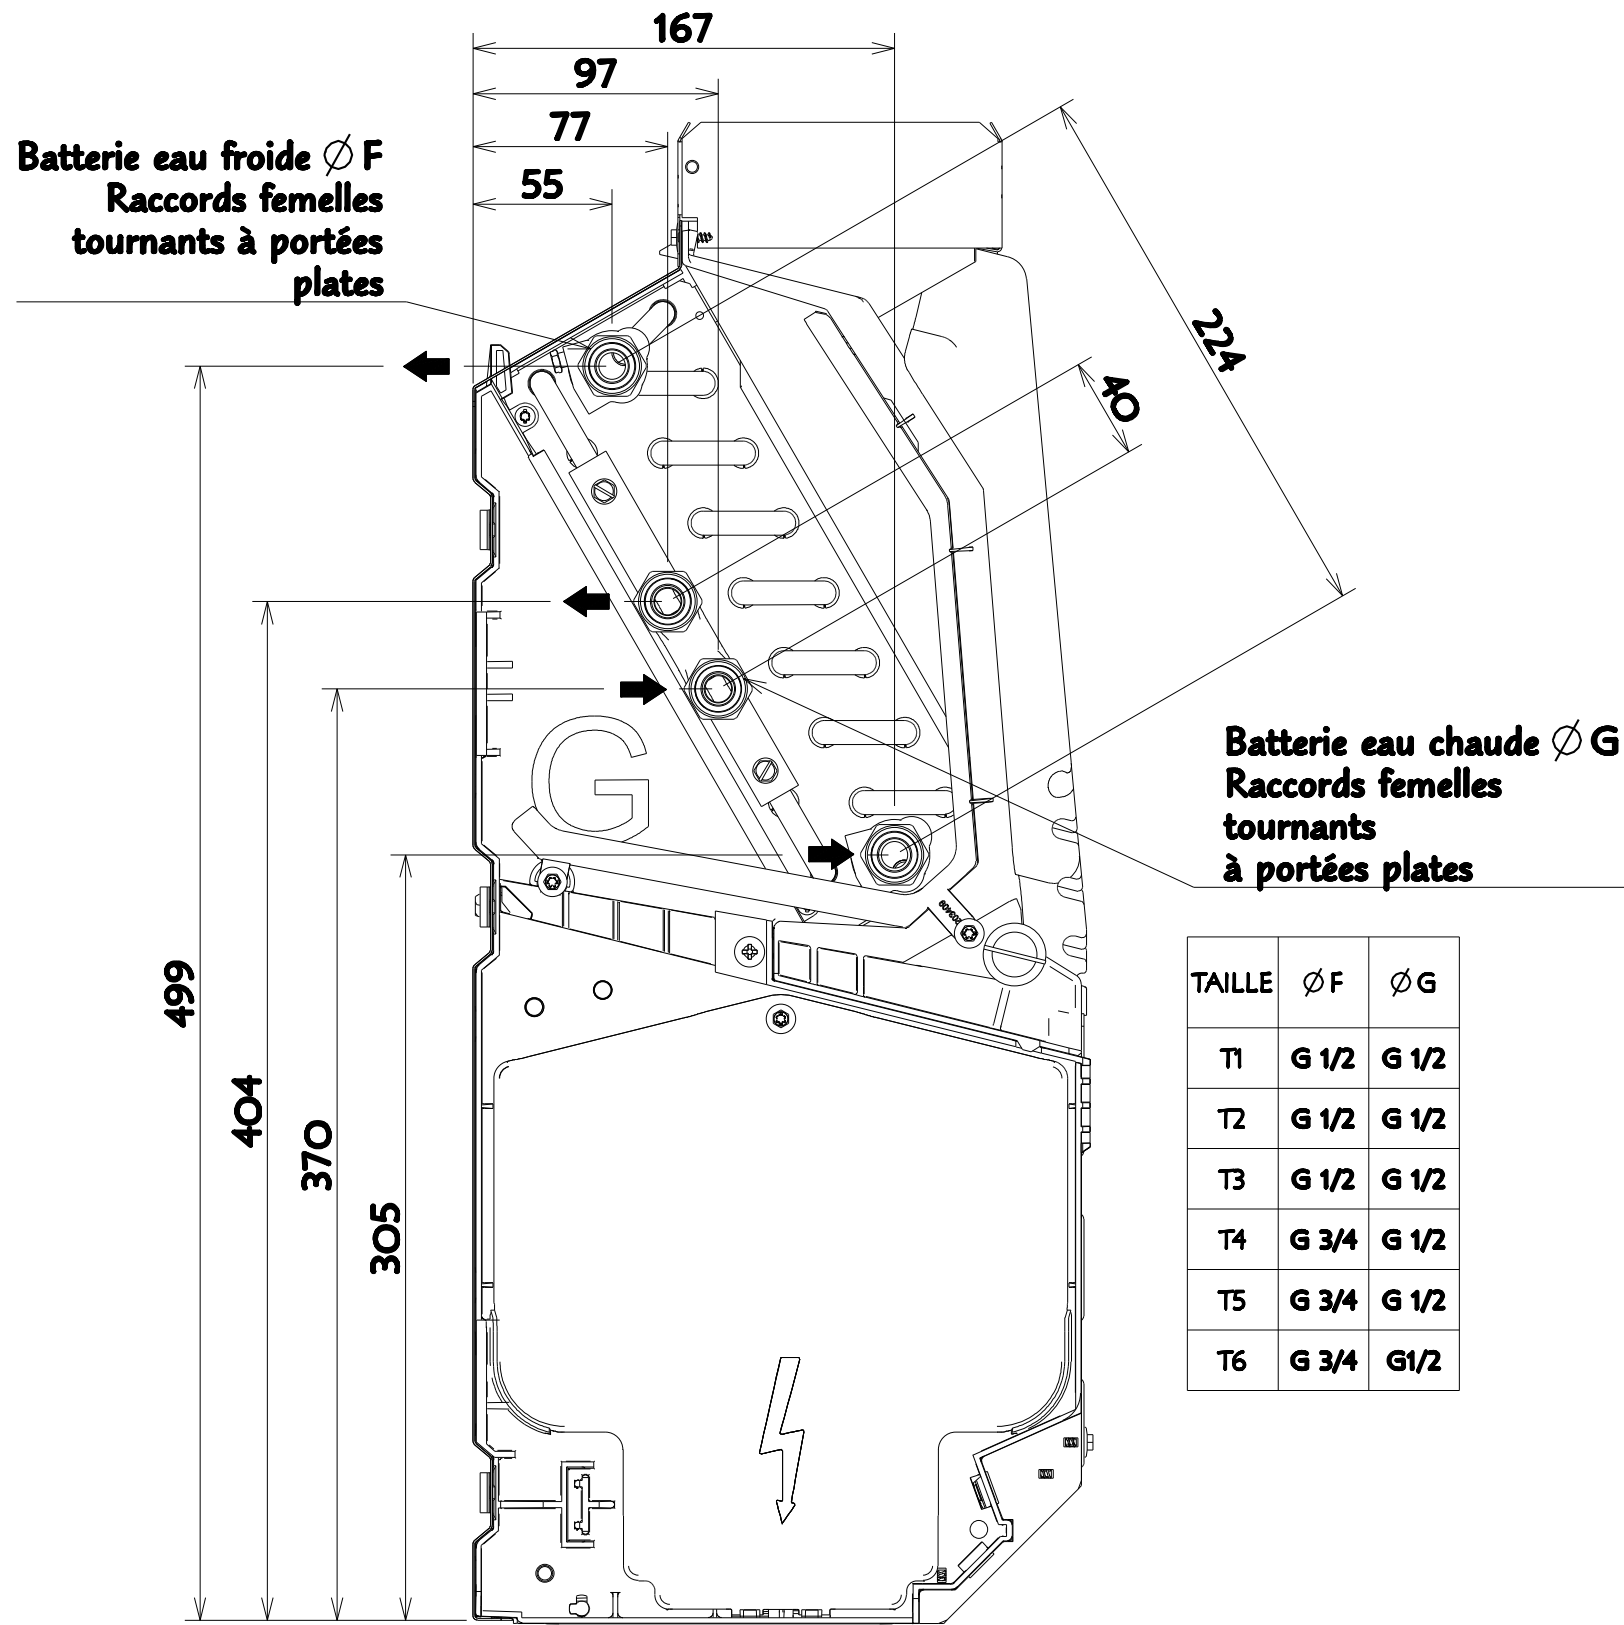 167
97
77
55
Batterie eau froide ∅ F
Raccords femelles
tournants à portées
plates
224
40
G
Batterie eau chaude ∅ G
Raccords femelles
tournants
à portées plates
499
404
370
305
TAILLE ∅ F ∅ G
T1 G 1/2 G 1/2
T2 G 1/2 G 1/2
T3 G 1/2 G 1/2
T4 G 3/4 G 1/2
T5 G 3/4 G 1/2
T6 G 3/4 G1/2